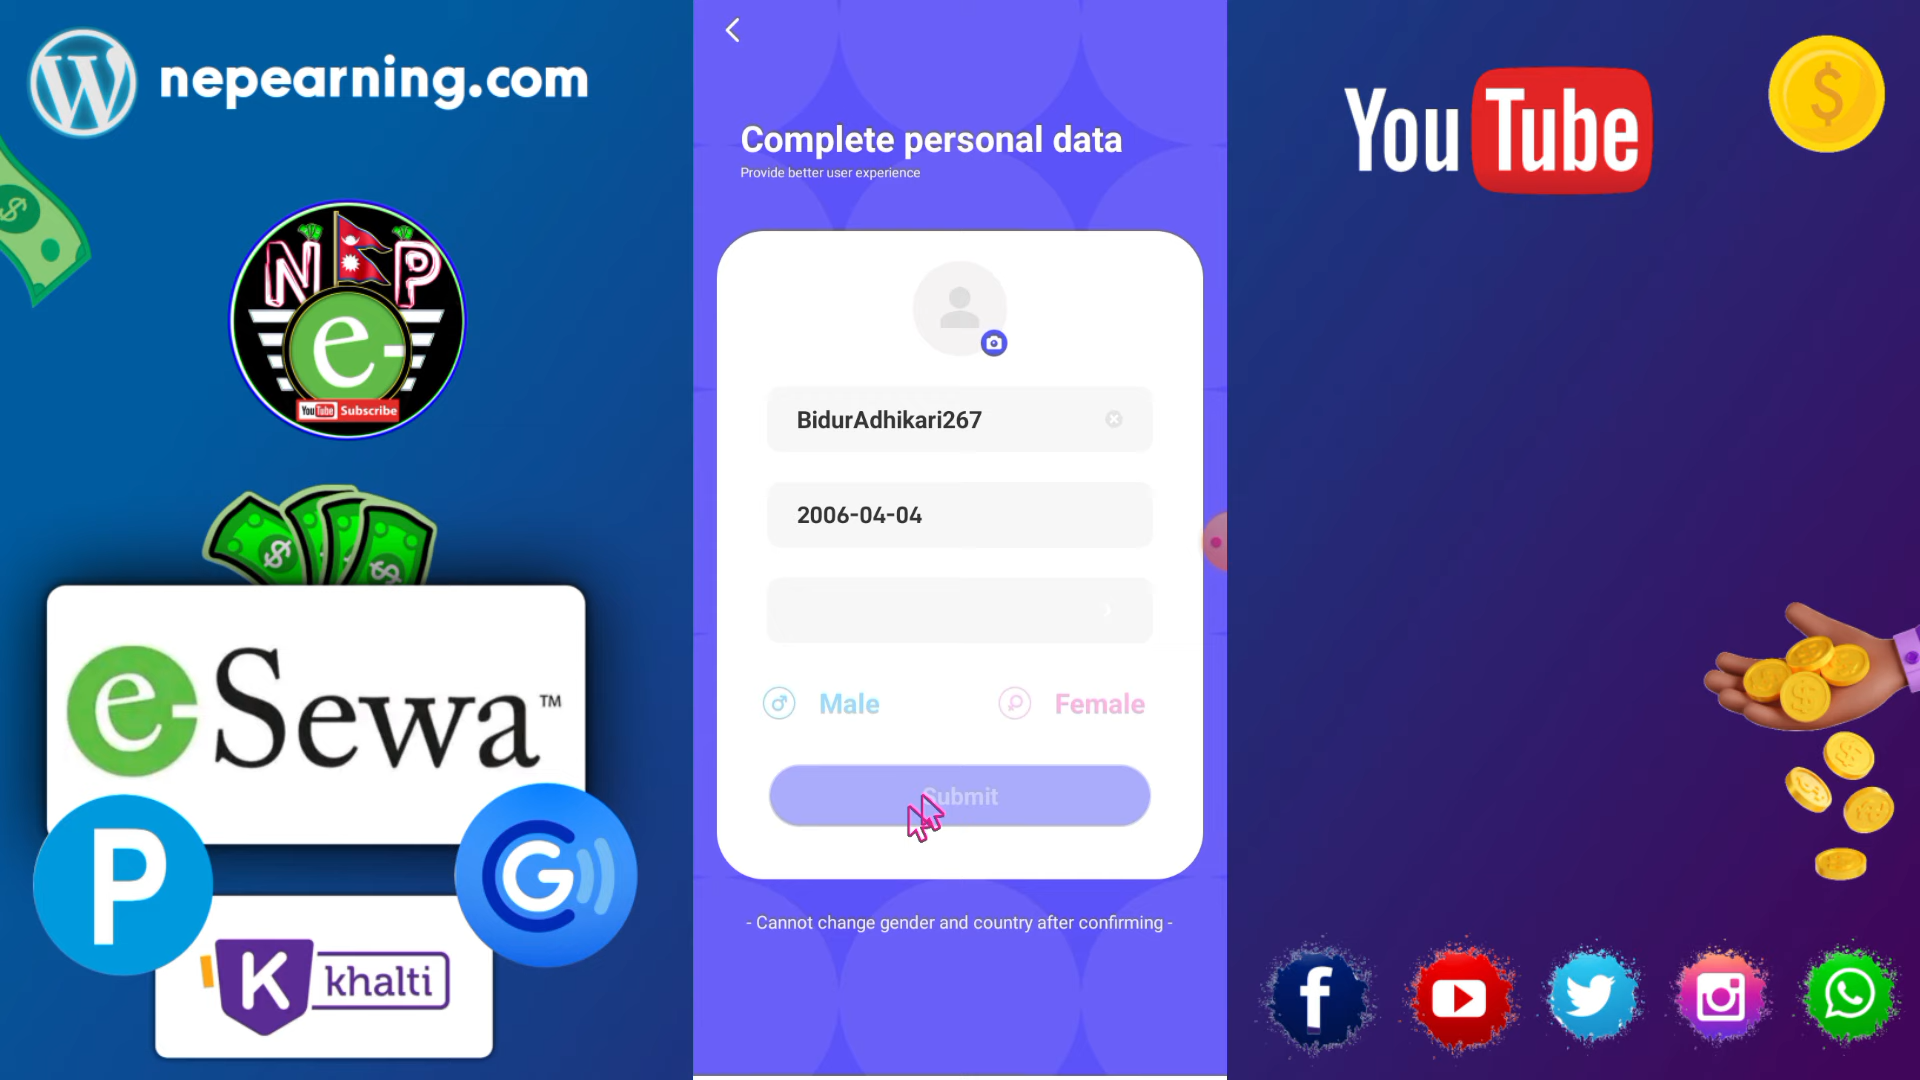 nepearning.com
NEP
e-
YouTube Subscribe
e-Sewa™
P
G
K khalti
Complete personal data
Provide better user experience
BidurAdhikari267
2006-04-04
Male
Female
Submit
- Cannot change gender and country after confirming -
YouTube